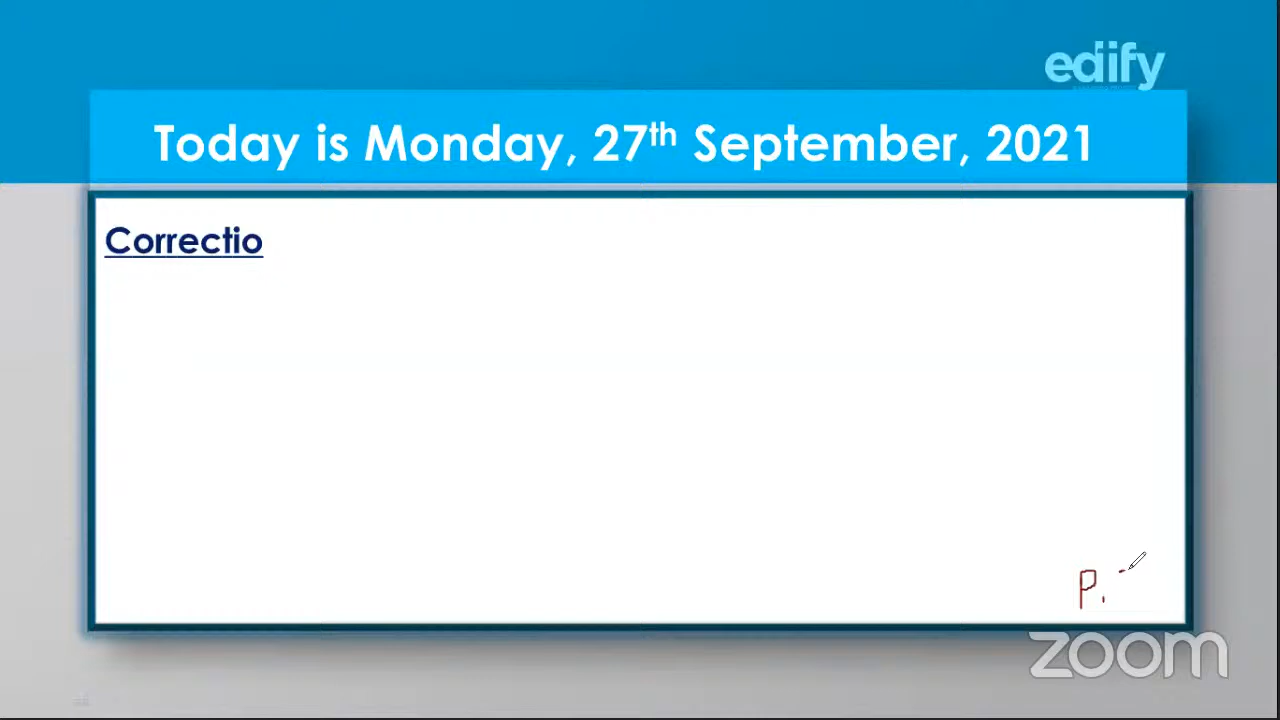 edify
Today is Monday, 27th September, 2021
Correctio
P.
zoom